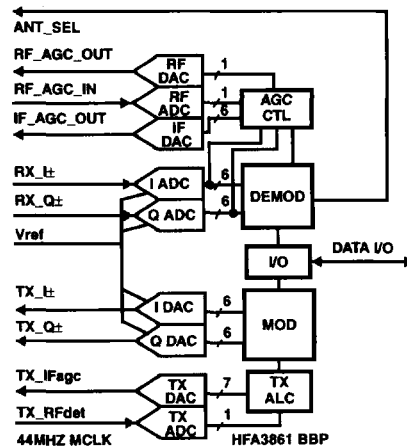 ANT_SEL
RF_AGC_OUT
RF DAC
1
RF_AGC_IN
RF ADC
1
AGC CTL
6
IF_AGC_OUT
IF DAC
RX_I±
I ADC
6
DEMOD
RX_Q±
Q ADC
6
Vref
I/O
DATA I/O
TX_I±
I DAC
6
MOD
TX_Q±
Q DAC
6
TX_IFagc
TX DAC
7
TX ALC
TX_RFdet
TX ADC
1
44MHZ MCLK
HFA3861 BBP